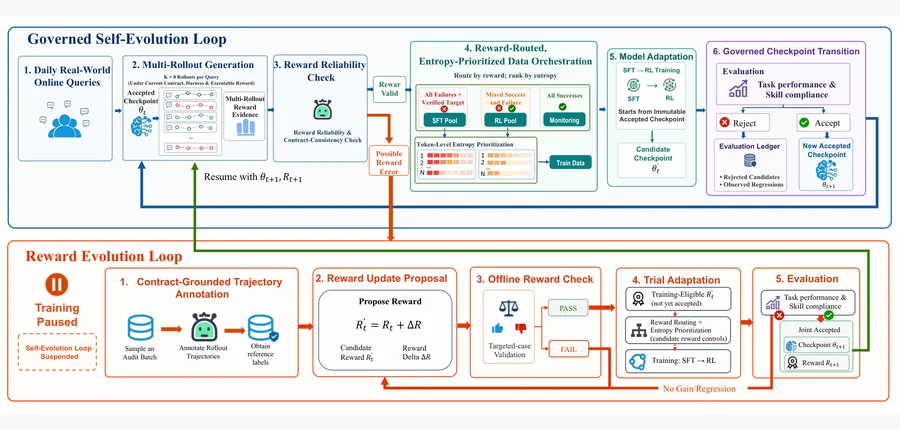 Governed Self-Evolution Loop
1. Daily Real-World
Online Queries
2. Multi-Rollout Generation
K = 8 Rollouts per Query
(Under Current Contract, Harness & Executable Reward)
Accepted
Checkpoint
θt
Multi-Rollout
Reward
Evidence
3. Reward Reliability
Check
Reward Reliability &
Contract-Consistency Check
Rewar
Valid
Possible
Reward
Error
4. Reward-Routed,
Entropy-Prioritized Data Orchestration
Route by reward; rank by entropy
All Failures +
Verified Target
SFT Pool
Mixed Success
and Failure
RL Pool
All Successes
Monitoring
Token-Level Entropy Prioritization
1
2
...
N
1
2
...
N
Train Data
5. Model Adaptation
SFT → RL Training
SFT
RL
Starts from Immutable
Accepted Checkpoint
Candidate
Checkpoint
6. Governed Checkpoint Transition
Evaluation
Task performance &
Skill compliance
Reject
Accept
Evaluation Ledger
• Rejected Candidates
• Observed Regressions
New Accepted
Checkpoint
θt+1
Resume with θt+1, Rt+1
Reward Evolution Loop
Training
Paused
Self-Evolution Loop
Suspended
1. Contract-Grounded Trajectory
Annotation
Sample an
Audit Batch
Annotate Rollout
Trajectories
Obtain
reference
labels
2. Reward Update Proposal
Propose Reward
R't = Rt + ΔR
Candidate
Reward R't
Reward
Delta ΔR
3. Offline Reward Check
Targeted-case
Validation
PASS
FAIL
4. Trial Adaptation
Training-Eligible R't
(not yet accepted)
Reward Routing +
Entropy Prioritization
(candidate reward controls)
Training: SFT → RL
5. Evaluation
Task performance &
Skill compliance
Joint Accepted
Checkpoint θt+1
Reward Rt+1
No Gain/Regression